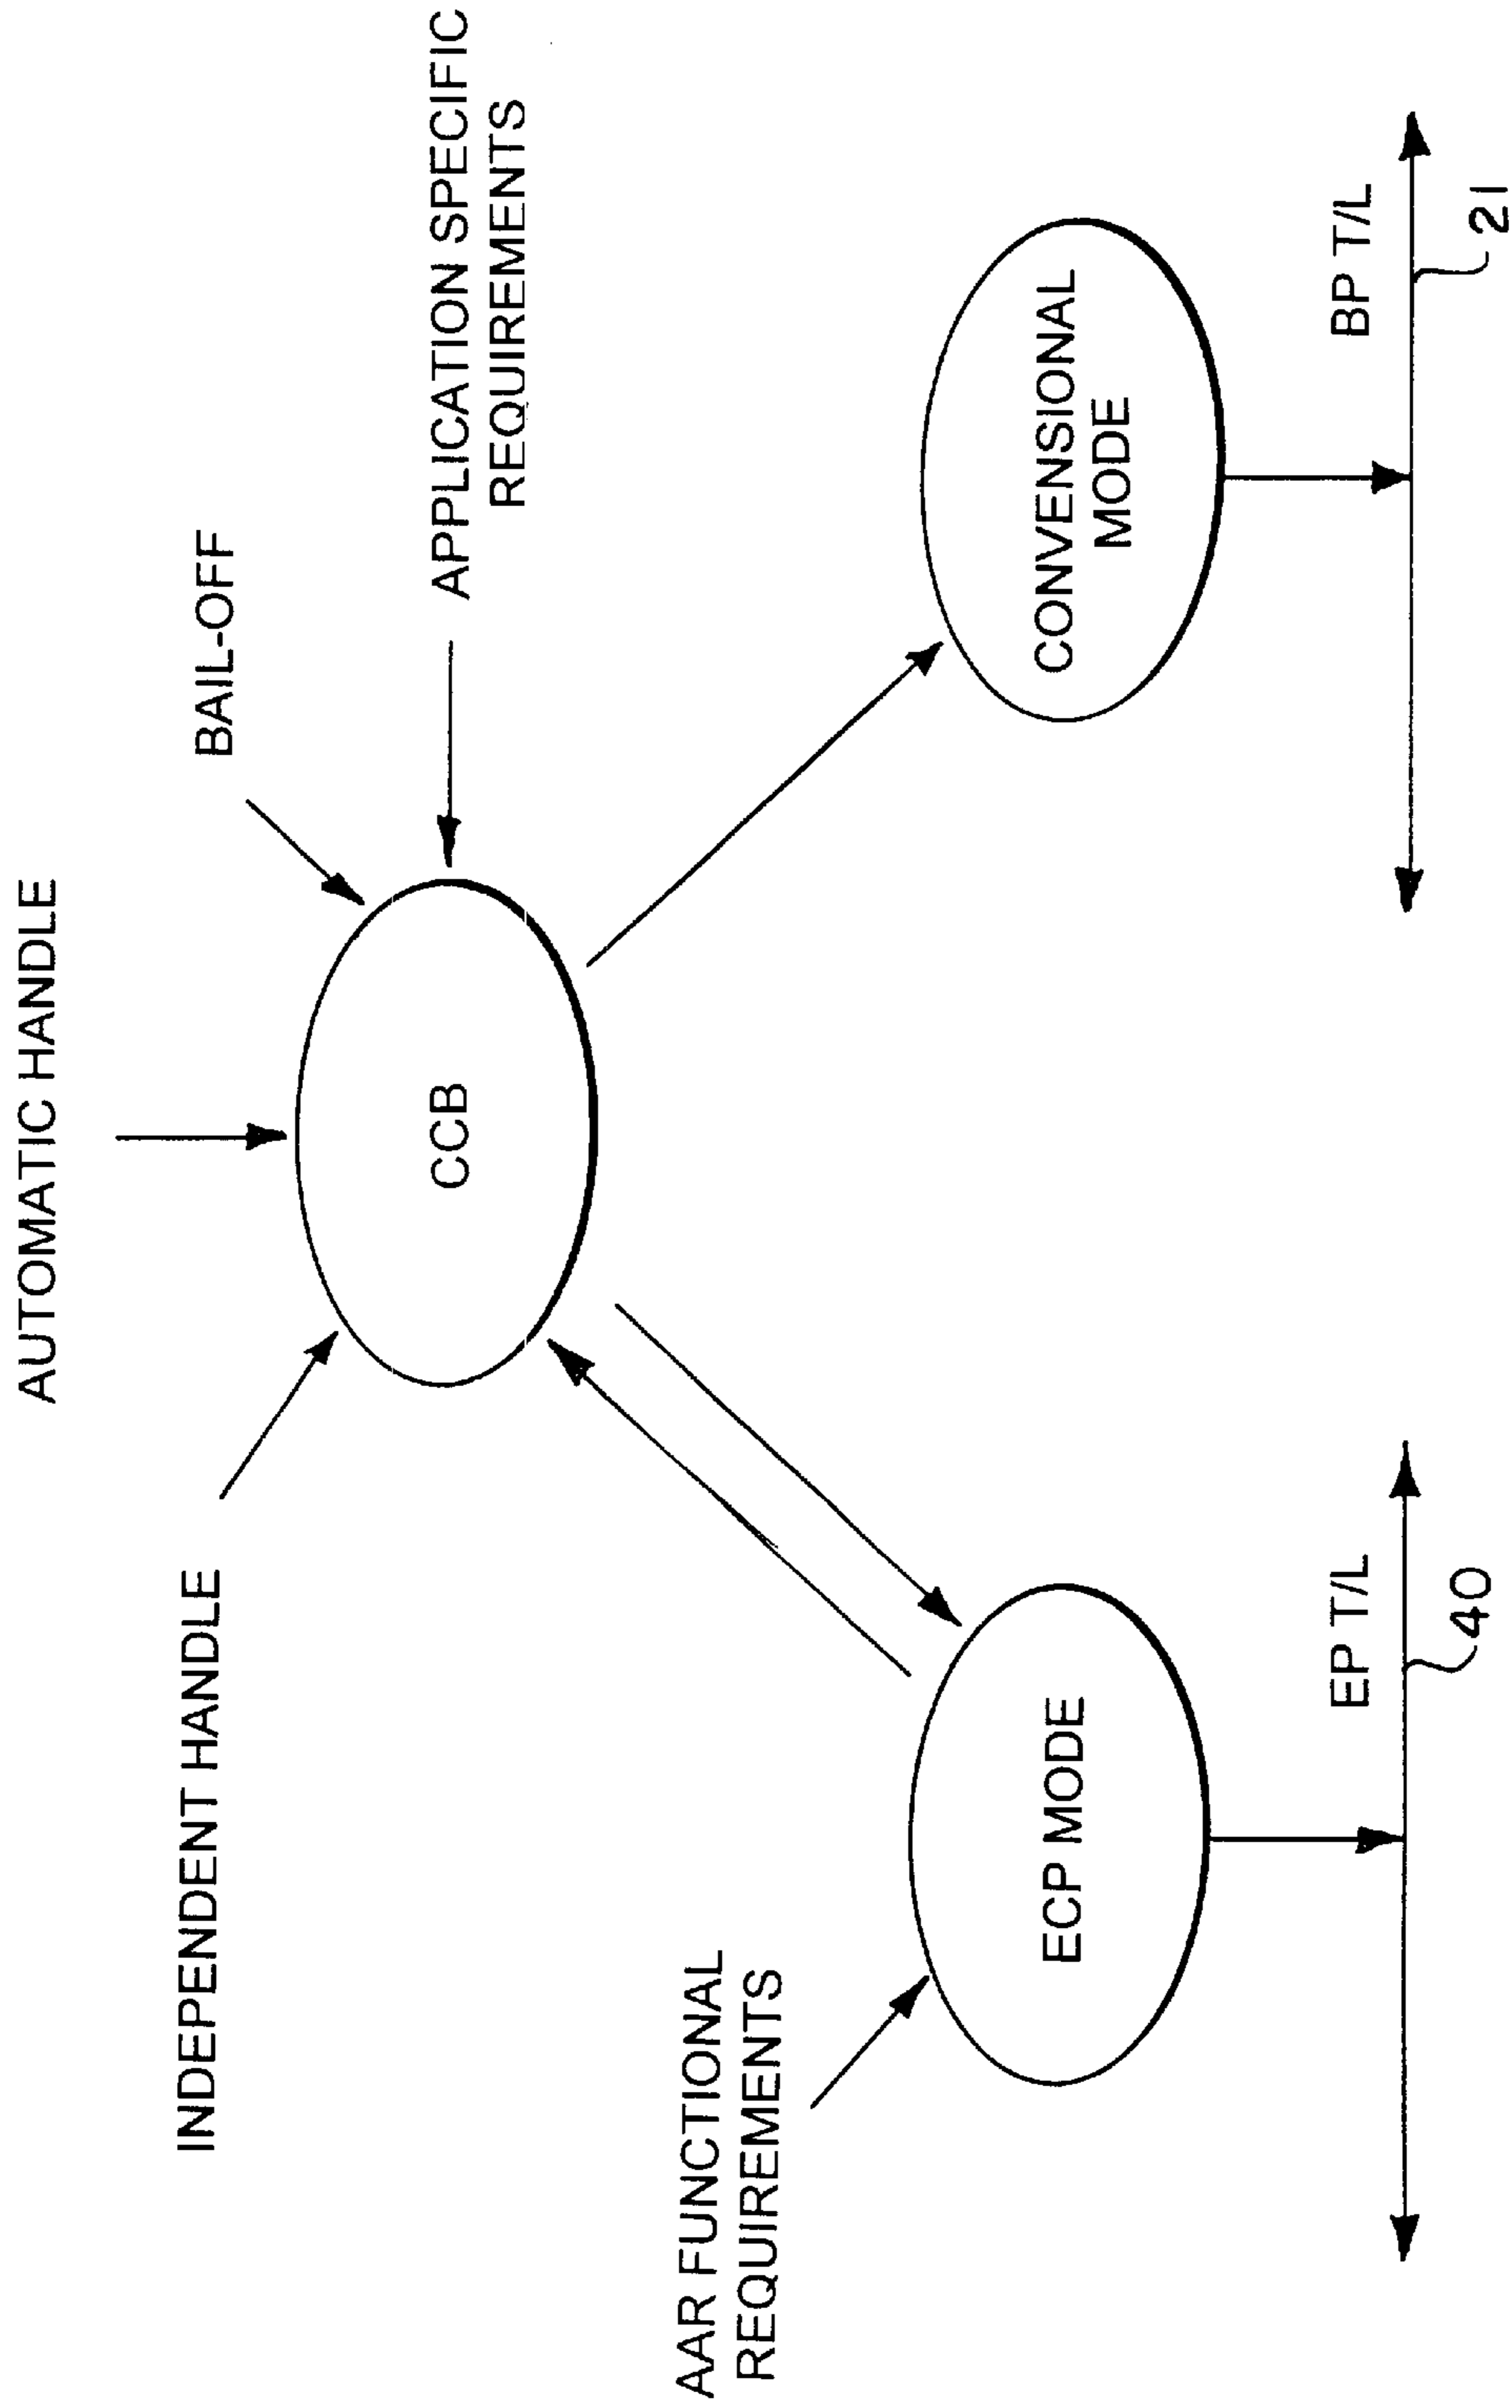 AUTOMATIC HANDLE
INDEPENDENT HANDLE
BAIL-OFF
CCB
APPLICATION SPECIFIC
REQUIREMENTS
AAR FUNCTIONAL
REQUIREMENTS
ECP MODE
CONVENSIONAL
MODE
EP T/L
BP T/L
40
21